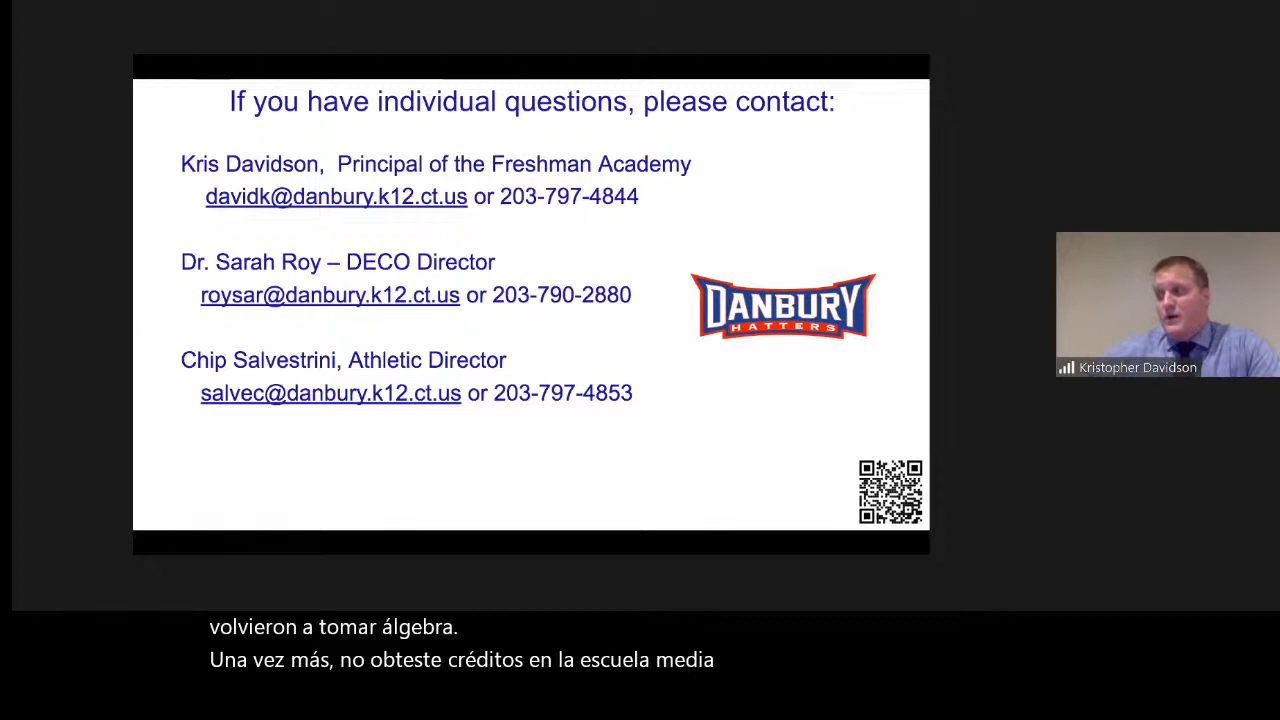 If you have individual questions, please contact:
Kris Davidson, Principal of the Freshman Academy
davidk@danbury.k12.ct.us or 203-797-4844
Dr. Sarah Roy – DECO Director
roysar@danbury.k12.ct.us or 203-790-2880
DANBURY
HATTERS
Chip Salvestrini, Athletic Director
salvec@danbury.k12.ct.us or 203-797-4853
Kristopher Davidson
volvieron a tomar álgebra.
Una vez más, no obteste créditos en la escuela media